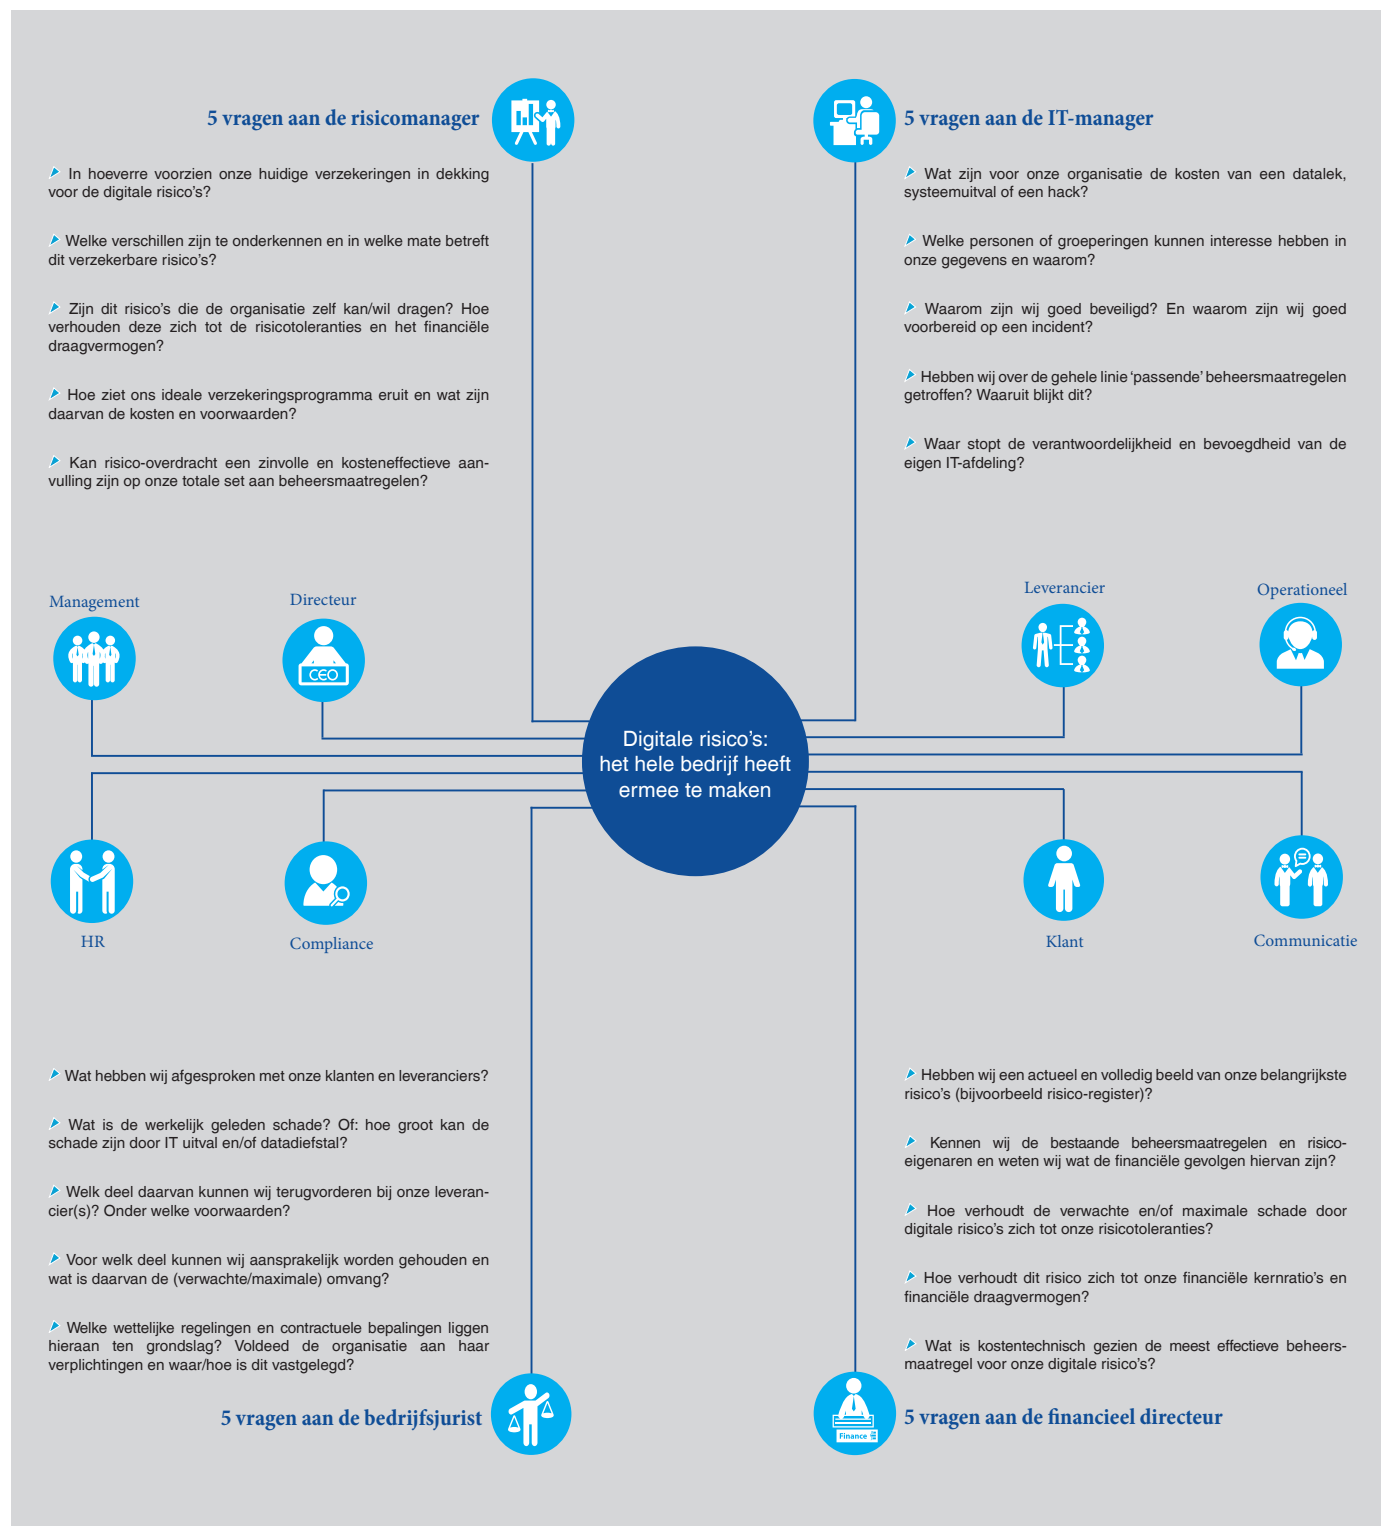 5 vragen aan de risicomanager
In hoeverre voorzien onze huidige verzekeringen in dekking
voor de digitale risico's?
Welke verschillen zijn te onderkennen en in welke mate betreft
dit verzekerbare risico's?
Zijn dit risico's die de organisatie zelf kan/wil dragen? Hoe
verhouden deze zich tot de risicotoleranties en het financiële
draagvermogen?
Hoe ziet ons ideale verzekeringsprogramma eruit en wat zijn
daarvan de kosten en voorwaarden?
Kan risico-overdracht een zinvolle en kosteneffectieve aan-
vulling zijn op onze totale set aan beheersmaatregelen?
5 vragen aan de IT-manager
Wat zijn voor onze organisatie de kosten van een datalek,
systeemuitval of een hack?
Welke personen of groeperingen kunnen interesse hebben in
onze gegevens en waarom?
Waarom zijn wij goed beveiligd? En waarom zijn wij goed
voorbereid op een incident?
Hebben wij over de gehele linie 'passende' beheersmaatregelen
getroffen? Waaruit blijkt dit?
Waar stopt de verantwoordelijkheid en bevoegdheid van de
eigen IT-afdeling?
Management
Directeur
CEO
Leverancier
Operationeel
Digitale risico's:
het hele bedrijf heeft
ermee te maken
HR
Compliance
Klant
Communicatie
Wat hebben wij afgesproken met onze klanten en leveranciers?
Wat is de werkelijk geleden schade? Of: hoe groot kan de
schade zijn door IT uitval en/of datadiefstal?
Welk deel daarvan kunnen wij terugvorderen bij onze leveran-
cier(s)? Onder welke voorwaarden?
Voor welk deel kunnen wij aansprakelijk worden gehouden en
wat is daarvan de (verwachte/maximale) omvang?
Welke wettelijke regelingen en contractuele bepalingen liggen
hieraan ten grondslag? Voldeed de organisatie aan haar
verplichtingen en waar/hoe is dit vastgelegd?
5 vragen aan de bedrijfsjurist
Hebben wij een actueel en volledig beeld van onze belangrijkste
risico's (bijvoorbeeld risico-register)?
Kennen wij de bestaande beheersmaatregelen en risico-
eigenaren en weten wij wat de financiële gevolgen hiervan zijn?
Hoe verhoudt de verwachte en/of maximale schade door
digitale risico's zich tot onze risicotoleranties?
Hoe verhoudt dit risico zich tot onze financiële kernratio's en
financiële draagvermogen?
Wat is kostentechnisch gezien de meest effectieve beheers-
maatregel voor onze digitale risico's?
Finance
5 vragen aan de financieel directeur